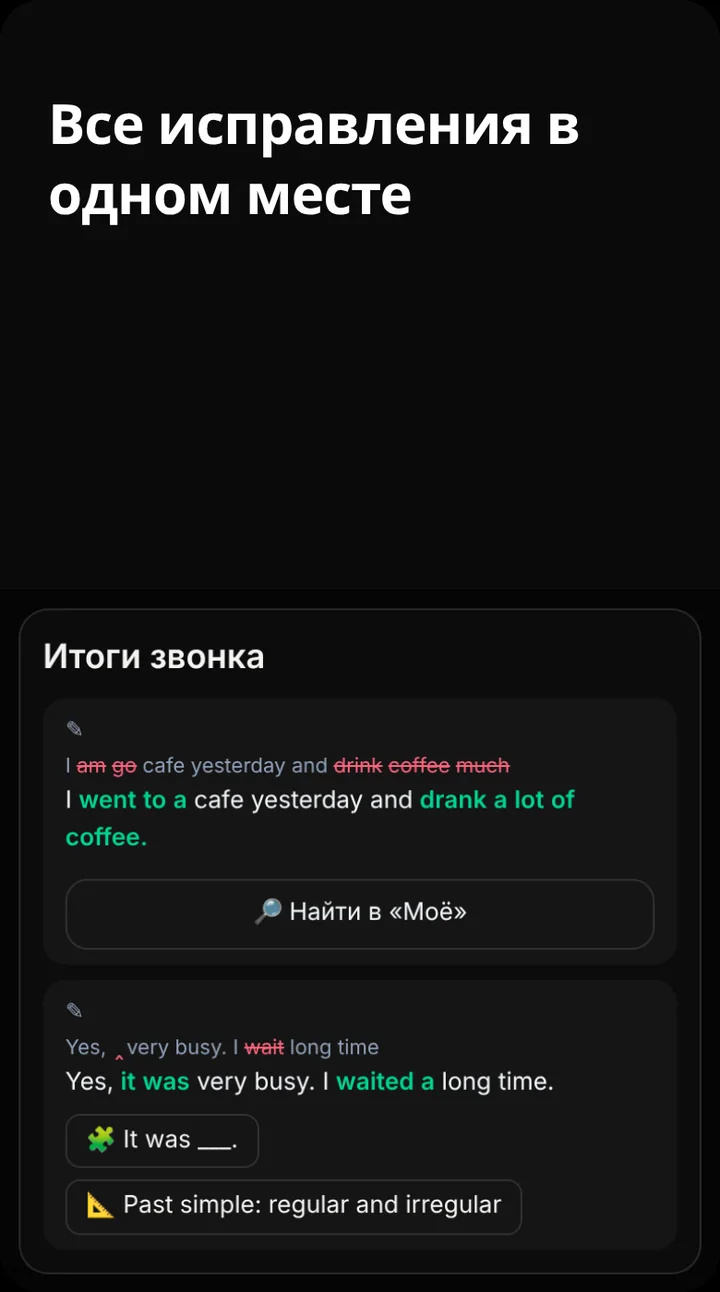 Все исправления в
одном месте
Итоги звонка
✎
I am go cafe yesterday and drink coffee much
I went to a cafe yesterday and drank a lot of
coffee.
🔎 Найти в «Моё»
✎
Yes, ‸very busy. I wait long time
Yes, it was very busy. I waited a long time.
🧩 It was ___.
📐 Past simple: regular and irregular